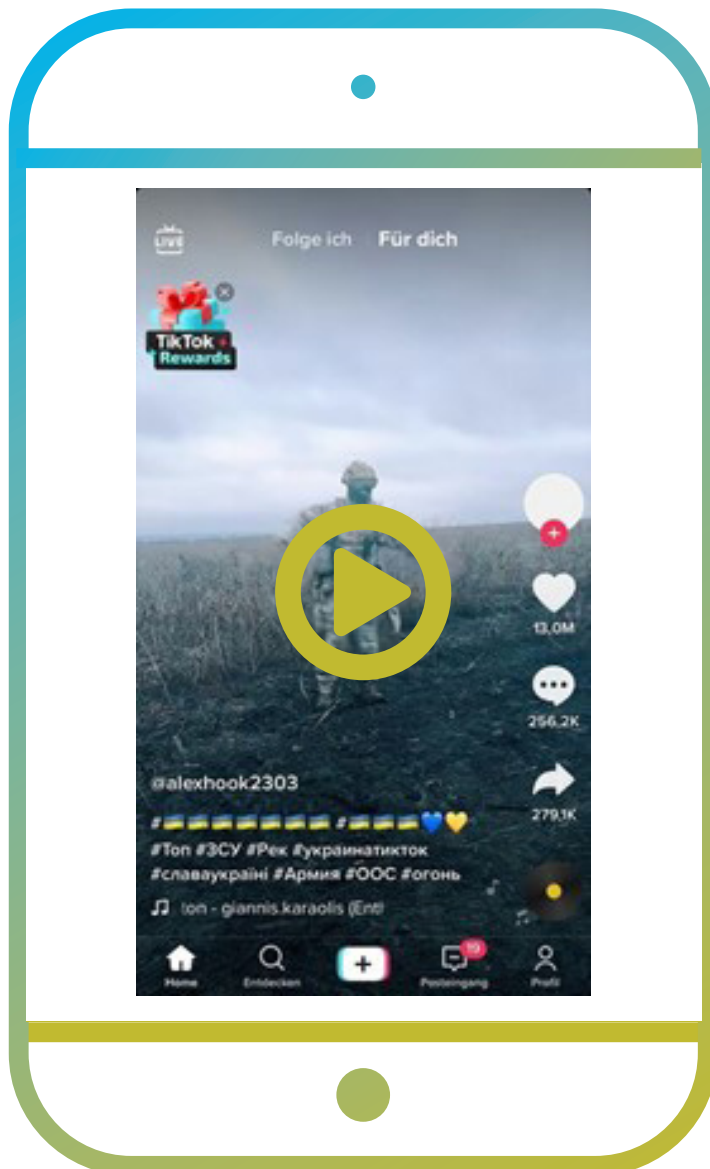 LIVE
Folge ich Für dich
TikTok
Rewards
13,0M
256,2K
279,1K
@alexhook2303
#🇺🇦🇺🇦🇺🇦🇺🇦🇺🇦🇺🇦🇺🇦 #🇺🇦🇺🇦🇺🇦💙💛
#Топ #ЗСУ #Рек #украинатикток
#славаукраїні #Армия #ООС #огонь
ton - giannis.karaolis (Enth
19
Home Entdecken Posteingang Profil